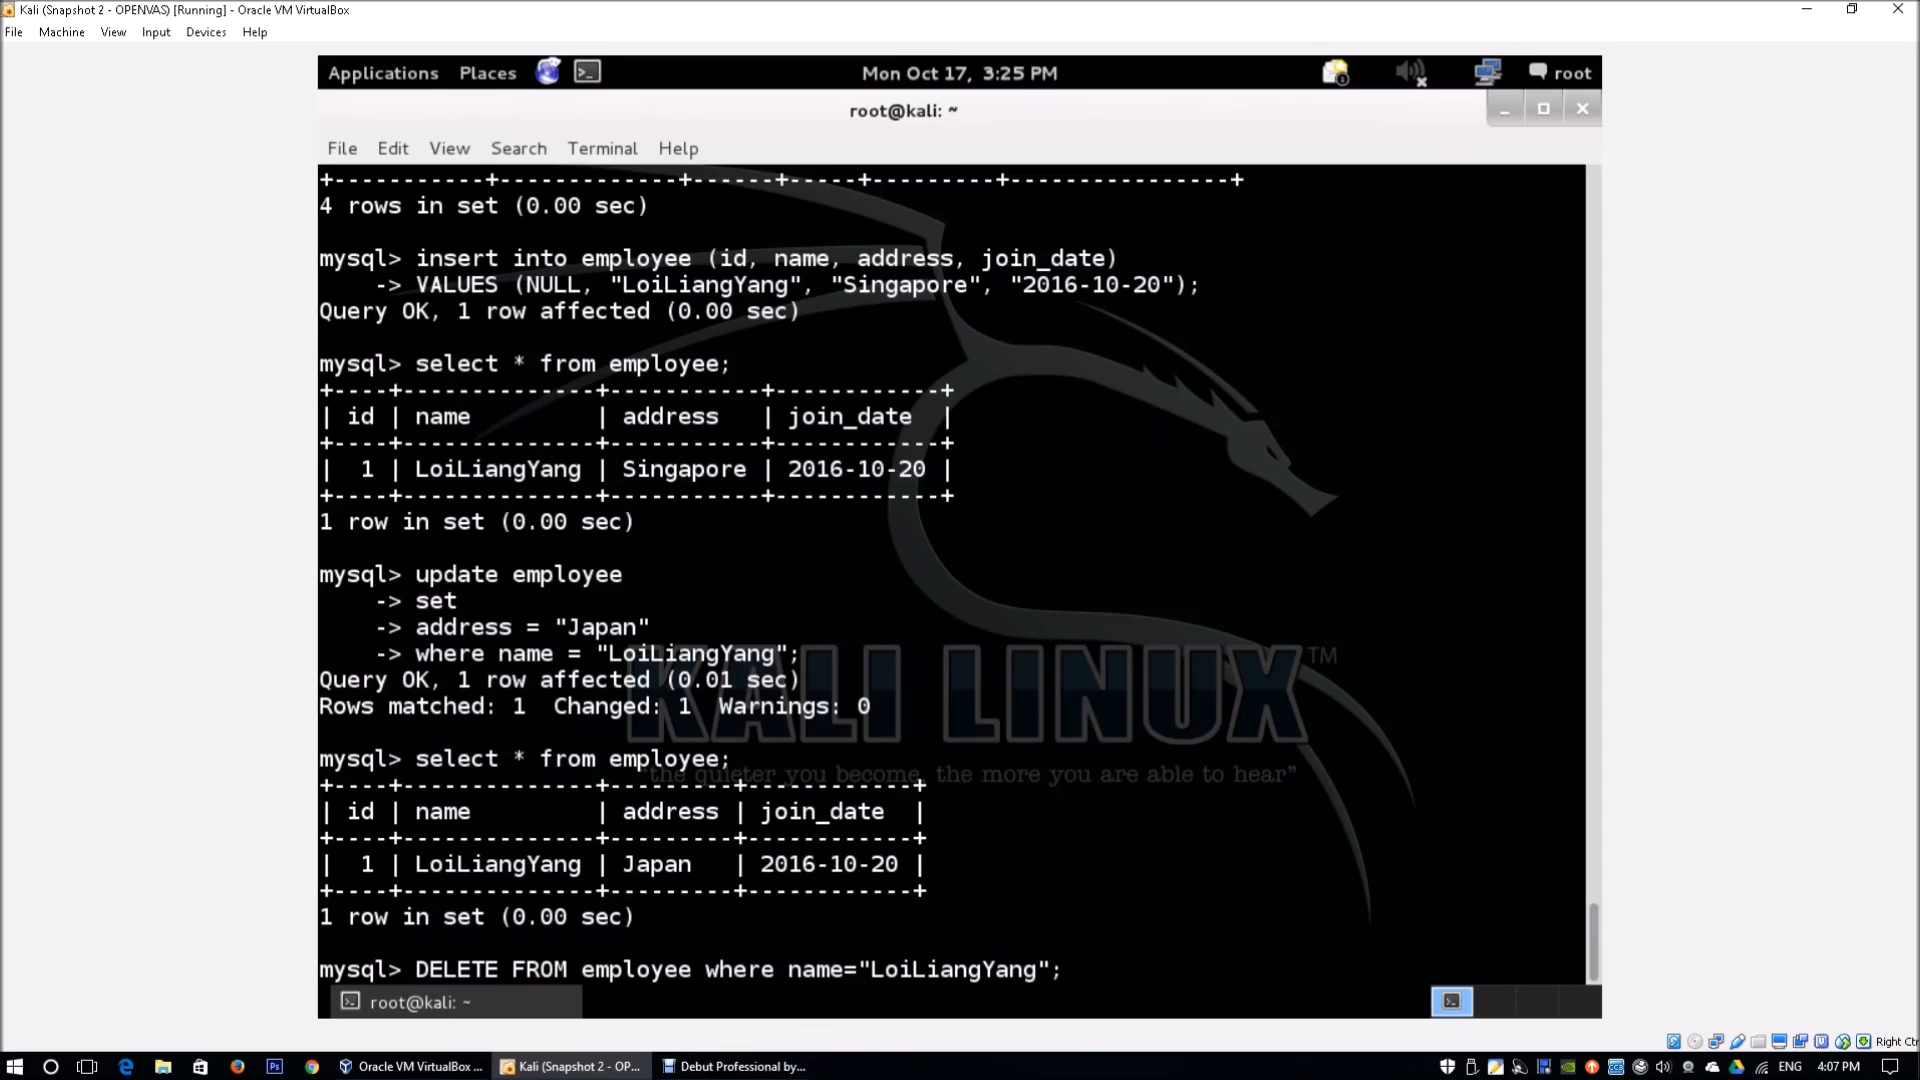 Kali (Snapshot 2 - OPENVAS) [Running] - Oracle VM VirtualBox
File Machine View Input Devices Help
Applications Places Mon Oct 17, 3:25 PM root
root@kali: ~
File Edit View Search Terminal Help
+-----------+-------------+------+-----+---------+----------------+
4 rows in set (0.00 sec)
mysql> insert into employee (id, name, address, join_date)
-> VALUES (NULL, "LoiLiangYang", "Singapore", "2016-10-20");
Query OK, 1 row affected (0.00 sec)
mysql> select * from employee;
+----+--------------+-----------+------------+
| id | name         | address   | join_date  |
+----+--------------+-----------+------------+
|  1 | LoiLiangYang | Singapore | 2016-10-20 |
+----+--------------+-----------+------------+
1 row in set (0.00 sec)
mysql> update employee
-> set
-> address = "Japan"
-> where name = "LoiLiangYang";
Query OK, 1 row affected (0.01 sec)
Rows matched: 1  Changed: 1  Warnings: 0
KALI LINUX™
mysql> select * from employee;
"the quieter you become, the more you are able to hear"
+----+--------------+---------+------------+
| id | name         | address | join_date  |
+----+--------------+---------+------------+
|  1 | LoiLiangYang | Japan   | 2016-10-20 |
+----+--------------+---------+------------+
1 row in set (0.00 sec)
mysql> DELETE FROM employee where name="LoiLiangYang";
root@kali: ~
Right Ctr
Oracle VM VirtualBox ... Kali (Snapshot 2 - OP... Debut Professional by... ENG 4:07 PM